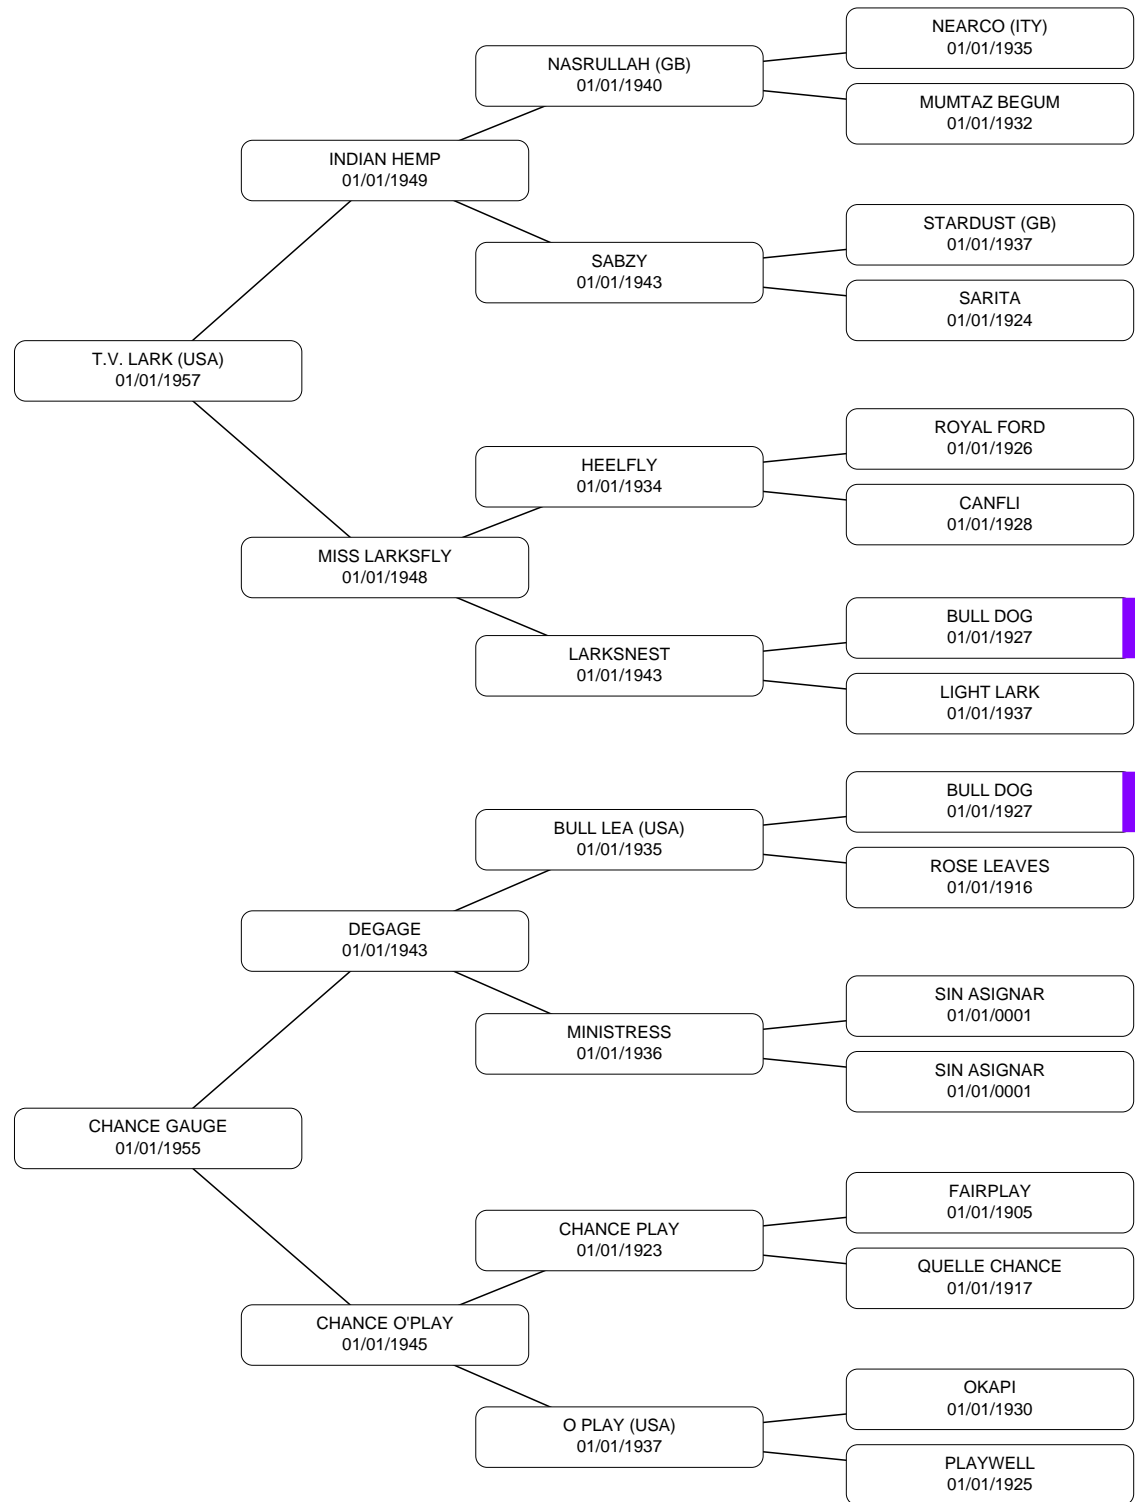 NEARCO (ITY)
01/01/1935
NASRULLAH (GB)
01/01/1940
MUMTAZ BEGUM
01/01/1932
INDIAN HEMP
01/01/1949
STARDUST (GB)
01/01/1937
SABZY
01/01/1943
SARITA
01/01/1924
T.V. LARK (USA)
01/01/1957
ROYAL FORD
01/01/1926
HEELFLY
01/01/1934
CANFLI
01/01/1928
MISS LARKSFLY
01/01/1948
BULL DOG
01/01/1927
LARKSNEST
01/01/1943
LIGHT LARK
01/01/1937
BULL DOG
01/01/1927
BULL LEA (USA)
01/01/1935
ROSE LEAVES
01/01/1916
DEGAGE
01/01/1943
SIN ASIGNAR
01/01/0001
MINISTRESS
01/01/1936
SIN ASIGNAR
01/01/0001
CHANCE GAUGE
01/01/1955
FAIRPLAY
01/01/1905
CHANCE PLAY
01/01/1923
QUELLE CHANCE
01/01/1917
CHANCE O'PLAY
01/01/1945
OKAPI
01/01/1930
O PLAY (USA)
01/01/1937
PLAYWELL
01/01/1925